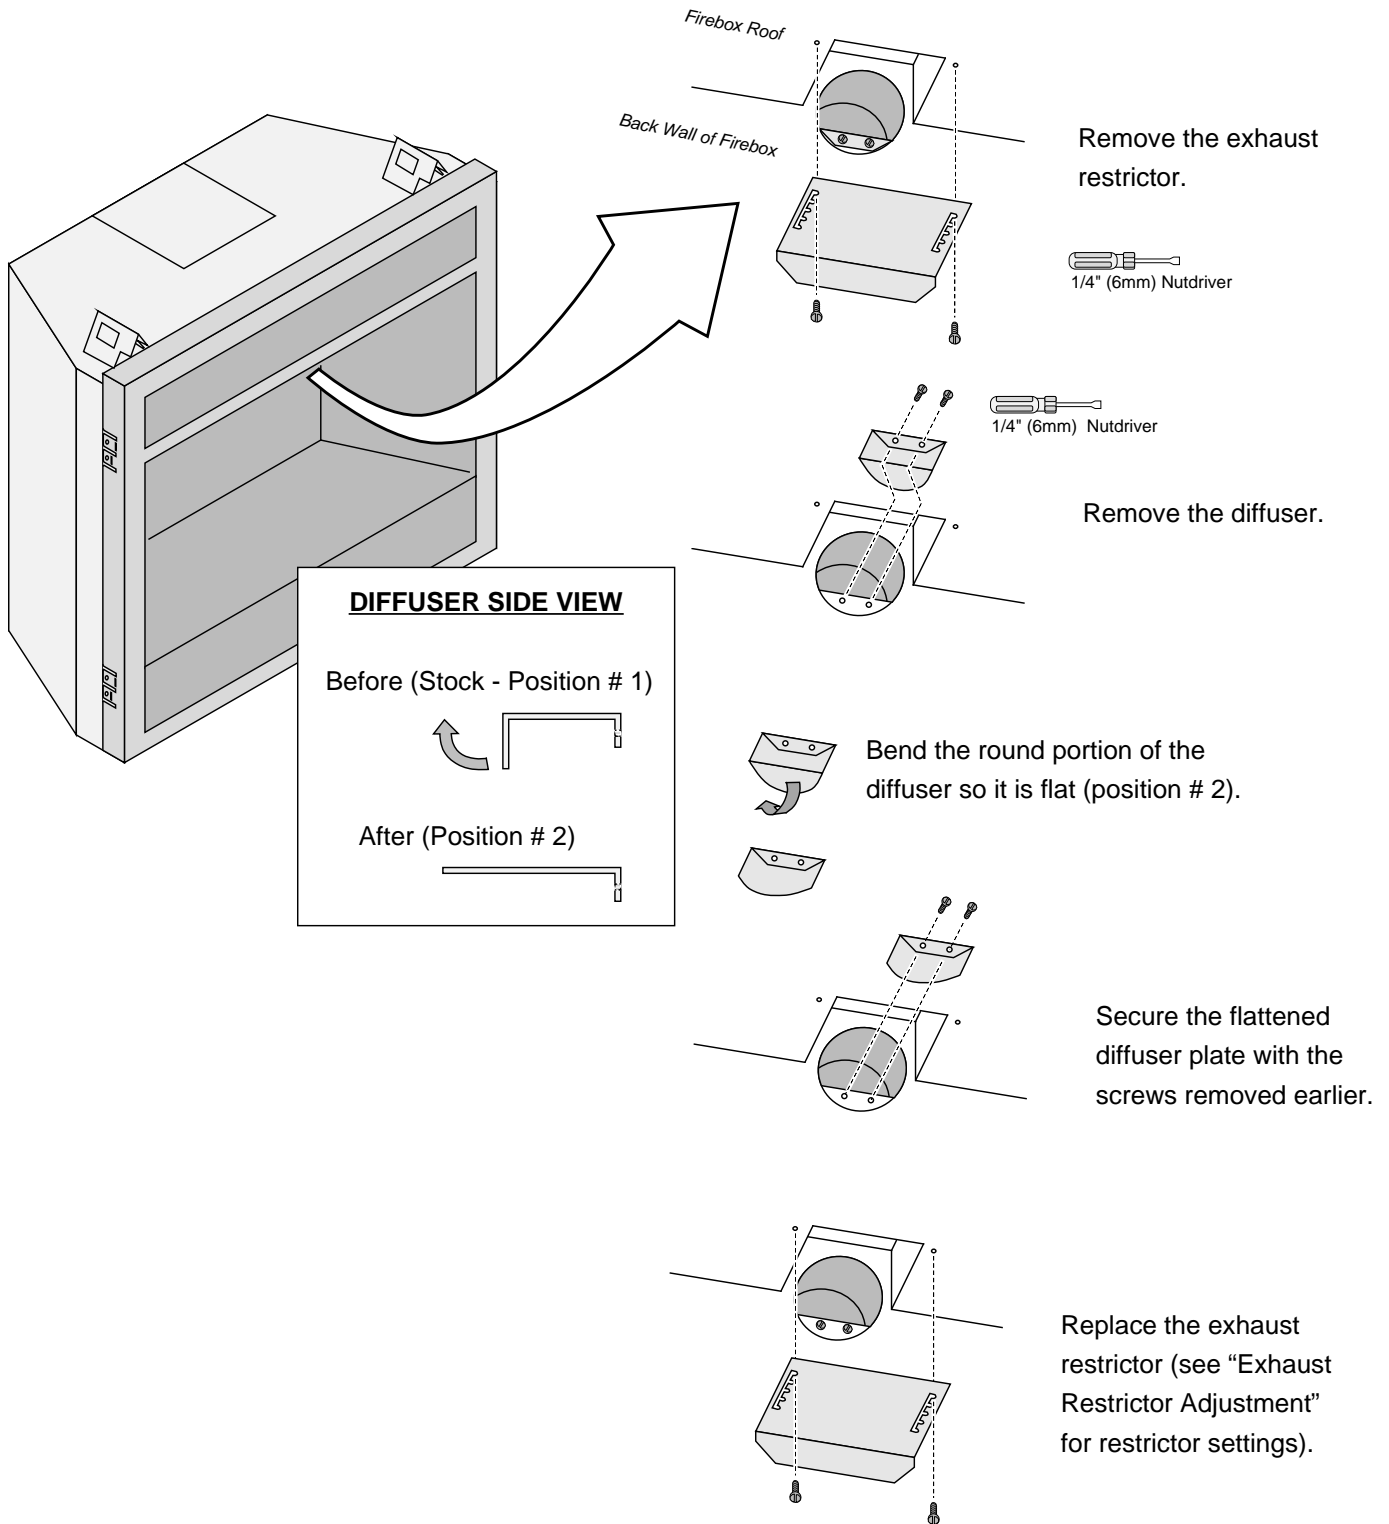 Firebox Roof
Back Wall of Firebox
Remove the exhaust
restrictor.
1/4" (6mm) Nutdriver
1/4" (6mm) Nutdriver
Remove the diffuser.
DIFFUSER SIDE VIEW
Before (Stock - Position # 1)
After (Position # 2)
Bend the round portion of the
diffuser so it is flat (position # 2).
Secure the flattened
diffuser plate with the
screws removed earlier.
Replace the exhaust
restrictor (see “Exhaust
Restrictor Adjustment”
for restrictor settings).